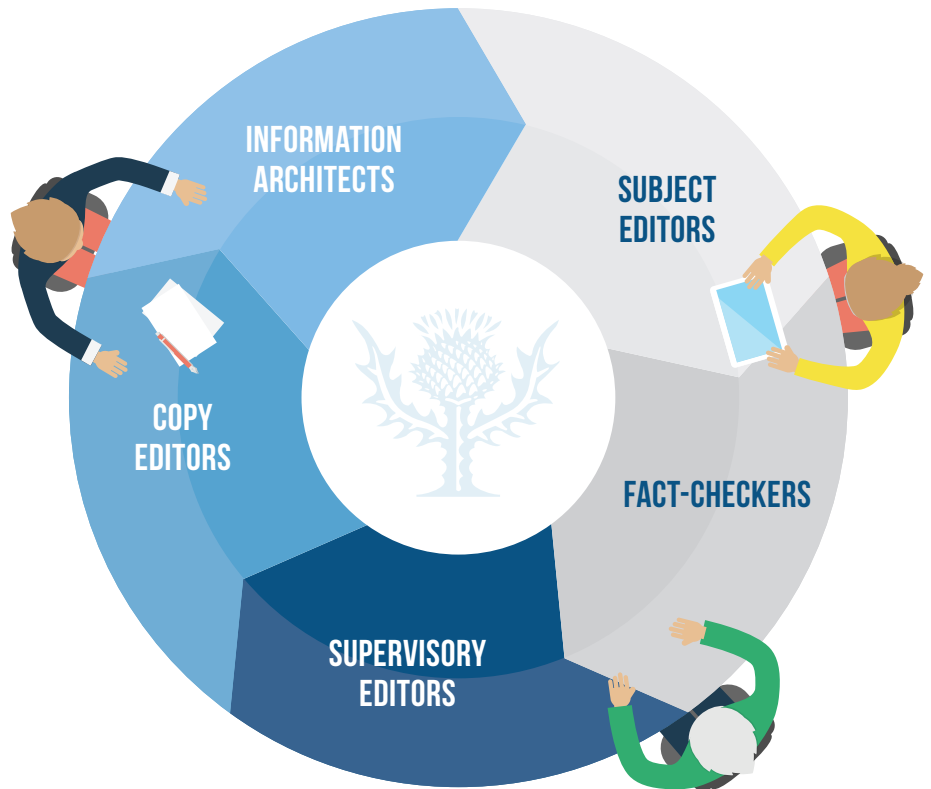 INFORMATION
ARCHITECTS
SUBJECT
EDITORS
FACT-CHECKERS
SUPERVISORY
EDITORS
COPY
EDITORS